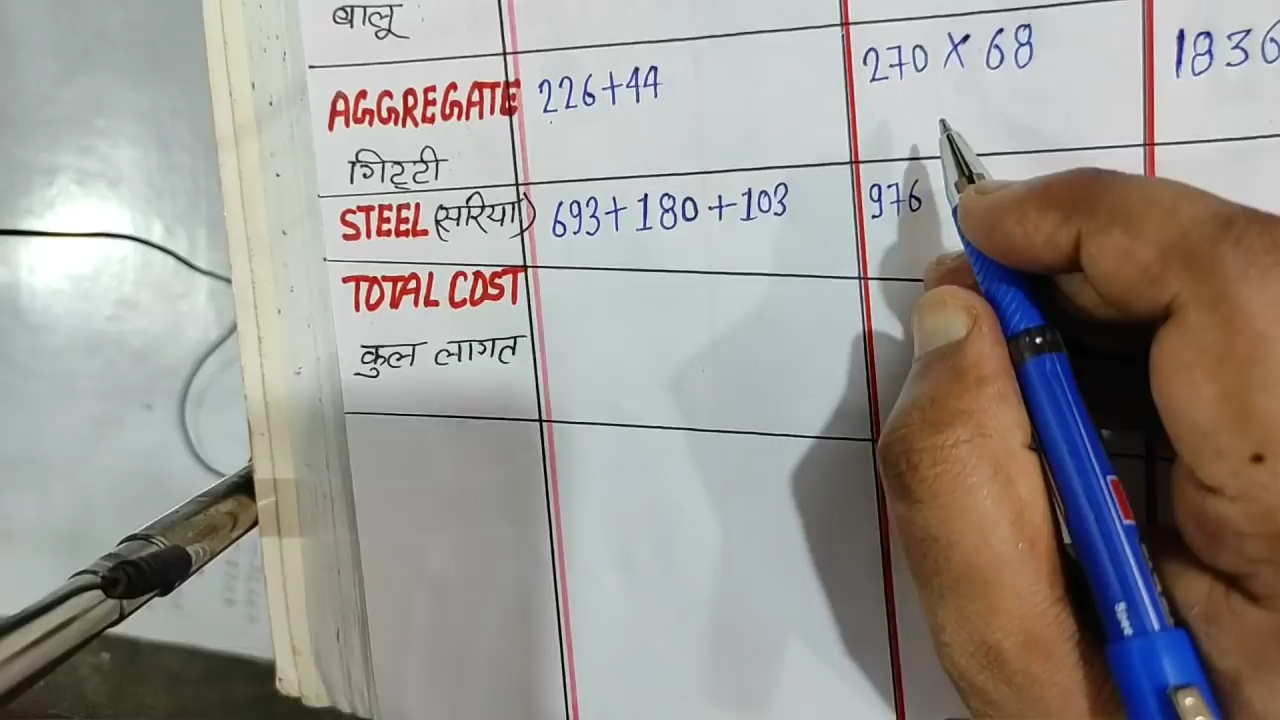 बालू
AGGREGATE 226+44 270 X 68 1836
गिट्टी
STEEL (सरिया) 693+180+103 976
TOTAL COST
कुल लागत